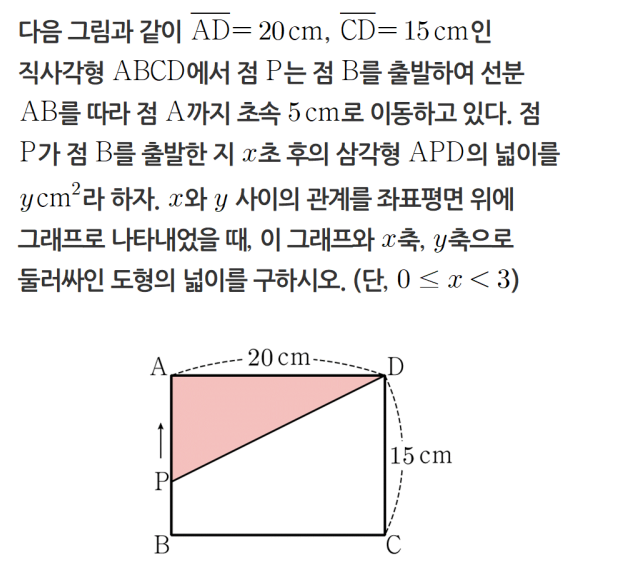 다음 그림과 같이 $\overline{AD}=20\,\mathrm{cm}$, $\overline{CD}=15\,\mathrm{cm}$인
직사각형 ABCD에서 점 P는 점 B를 출발하여 선분
AB를 따라 점 A까지 초속 5cm로 이동하고 있다. 점
P가 점 B를 출발한 지 $x$초 후의 삼각형 APD의 넓이를
$y\,\mathrm{cm}^2$라 하자. $x$와 $y$ 사이의 관계를 좌표평면 위에
그래프로 나타내었을 때, 이 그래프와 $x$축, $y$축으로
둘러싸인 도형의 넓이를 구하시오. (단, $0 \leq x < 3$)
A 20cm D
15cm
P
B C